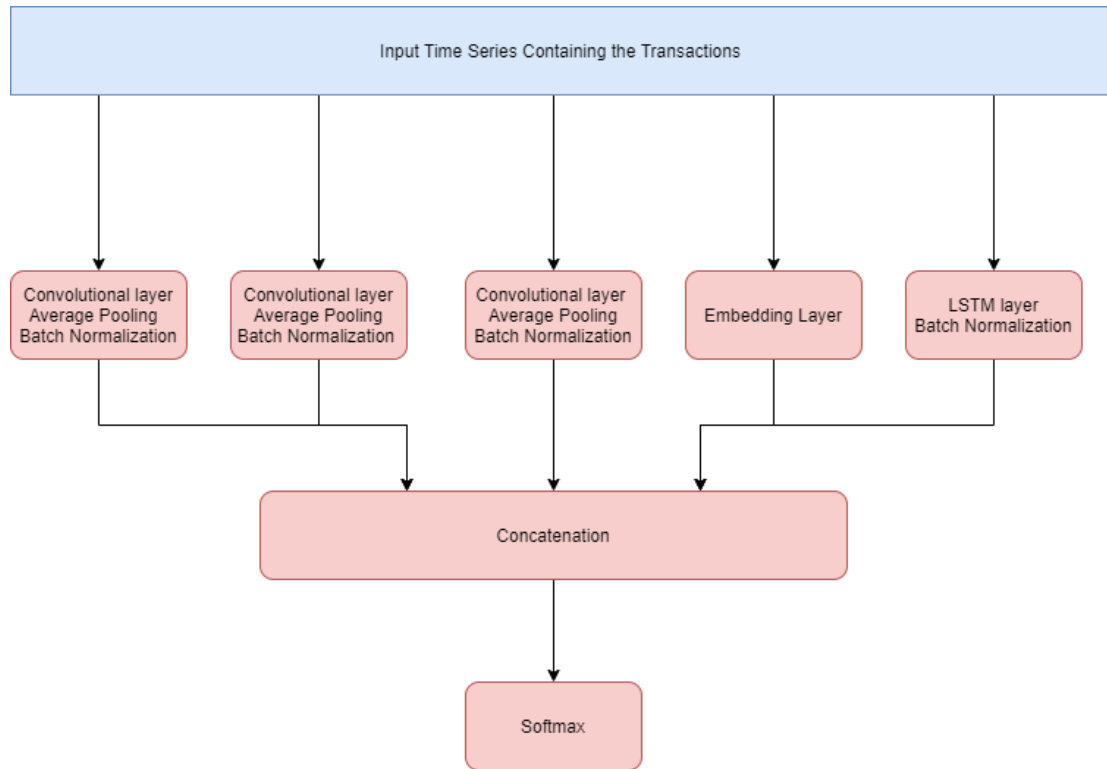 Input Time Series Containing the Transactions
Convolutional layer
Average Pooling
Batch Normalization
Convolutional layer
Average Pooling
Batch Normalization
Convolutional layer
Average Pooling
Batch Normalization
Embedding Layer
LSTM layer
Batch Normalization
Concatenation
Softmax